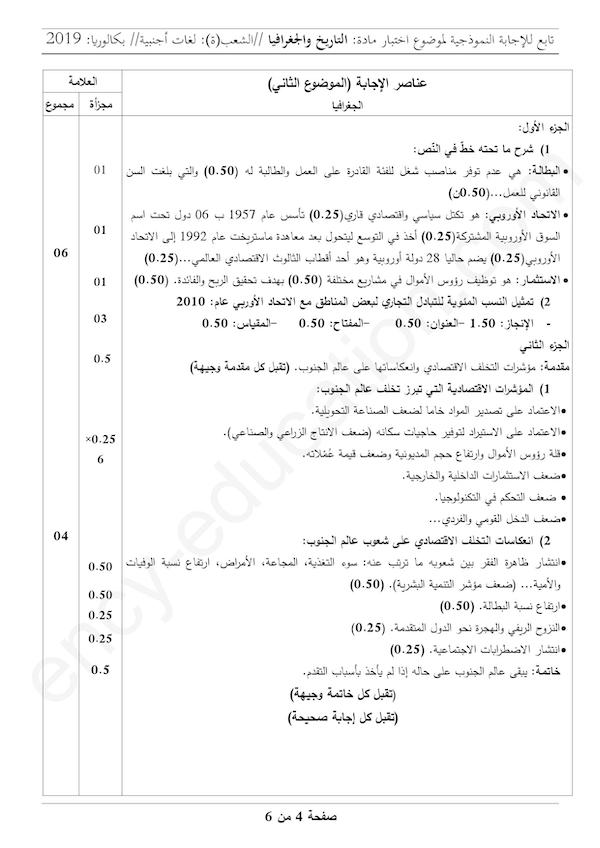 تابع للإجابة النموذجية لموضوع اختبار مادة: التاريخ والجغرافيا //الشعب(ة): لغات أجنبية// بكالوريا: 2019
عناصر الإجابة (الموضوع الثاني)
الجغرافيا
العلامة
مجزأة
مجموع
الجزء الأول:
1) شرح ما تحته خطّ في النّص:
•البطالة: هي عدم توفر مناصب شغل للفئة القادرة على العمل والطالبة له (0.50) والتي بلغت السن
القانوني للعمل...(0.50ن)
01
•الاتحاد الأوروبي: هو تكتل سياسي واقتصادي قاري(0.25) تأسس عام 1957 ب 06 دول تحت اسم
السوق الأوروبية المشتركة(0.25) أخذ في التوسع ليتحول بعد معاهدة ماستريخت عام 1992 إلى الاتحاد
الأوروبي(0.25) يضم حاليا 28 دولة أوروبية وهو أحد أقطاب الثالوث الاقتصادي العالمي...(0.25)
01
06
•الاستثمار: هو توظيف رؤوس الأموال في مشاريع مختلفة (0.50) بهدف تحقيق الربح والفائدة. (0.50)
01
2) تمثيل النسب المئوية للتبادل التجاري لبعض المناطق مع الاتحاد الأوربي عام: 2010
- الإنجاز: 1.50 -العنوان: 0.50 -المفتاح: 0.50 -المقياس: 0.50
03
الجزء الثاني
مقدمة: مؤشرات التخلف الاقتصادي وانعكاساتها على عالم الجنوب. (تقبل كل مقدمة وجيهة)
0.5
1) المؤشرات الاقتصادية التي تبرز تخلف عالم الجنوب:
•الاعتماد على تصدير المواد خاما لضعف الصناعة التحويلية.
•الاعتماد على الاستيراد لتوفير حاجيات سكانه (ضعف الانتاج الزراعي والصناعي).
•قلة رؤوس الأموال وارتفاع حجم المديونية وضعف قيمة عُملاته.
•ضعف الاستثمارات الداخلية والخارجية.
• ضعف التحكم في التكنولوجيا.
•ضعف الدخل القومي والفردي...
×0.25
6
2) انعكاسات التخلف الاقتصادي على شعوب عالم الجنوب:
04
•انتشار ظاهرة الفقر بين شعوبه ما ترتب عنه: سوء التغذية، المجاعة، الأمراض، ارتفاع نسبة الوفيات
والأمية... (ضعف مؤشر التنمية البشرية). (0.50)
0.50
•ارتفاع نسبة البطالة. (0.50)
0.50
•النزوح الريفي والهجرة نحو الدول المتقدمة. (0.25)
0.25
•انتشار الاضطرابات الاجتماعية. (0.25)
0.25
خاتمة: يبقى عالم الجنوب على حاله إذا لم يأخذ بأسباب التقدم.
0.5
(تقبل كل خاتمة وجيهة)
(تقبل كل إجابة صحيحة)
صفحة 4 من 6
ency-education.com